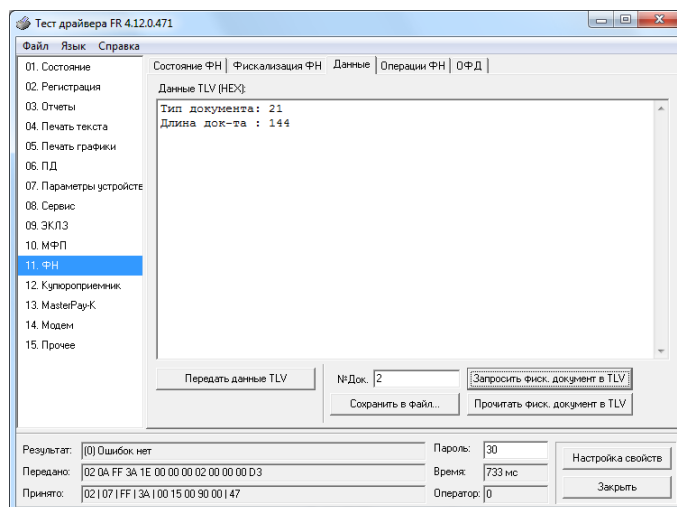 Тест драйвера FR 4.12.0.471
Файл Язык Справка
01. Состояние
02. Регистрация
03. Отчеты
04. Печать текста
05. Печать графики
06. ПД
07. Параметры устройств
08. Сервис
09. ЭКЛЗ
10. МФП
11. ФН
12. Купюроприемник
13. MasterPay-K
14. Модем
15. Прочее
Состояние ФН Фискализация ФН Данные Операции ФН ОФД
Данные TLV (HEX):
Тип документа: 21
Длина док-та : 144
Передать данные TLV №Док. 2 Запросить фиск. документ в TLV
Сохранить в файл... Прочитать фиск. документ в TLV
Результат: (0) Ошибок нет Пароль: 30
Передано: 02 0A FF 3A 1E 00 00 00 02 00 00 00 D3 Время: 733 мс
Принято: 02 | 07 | FF | 3A | 00 15 00 90 00 | 47 Оператор: 0
Настройка свойств
Закрыть